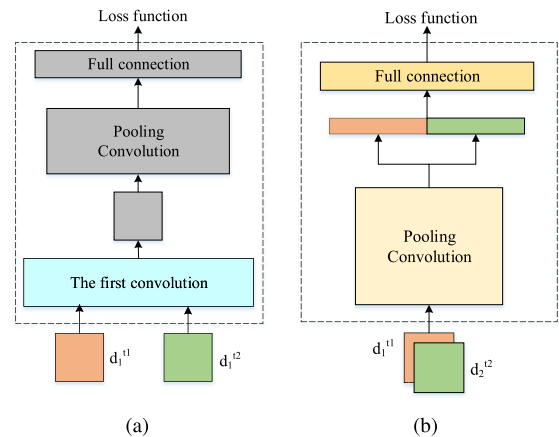 Loss function
Full connection
Pooling
Convolution
The first convolution
d₁ᵗ¹
d₁ᵗ²
(a)
Loss function
Full connection
Pooling
Convolution
d₁ᵗ¹
d₂ᵗ²
(b)